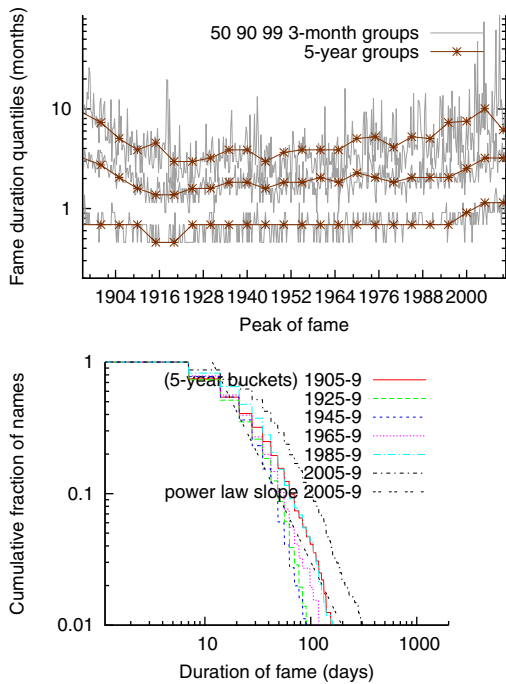 50 90 99 3-month groups
5-year groups
Fame duration quantiles (months)
10
1
1904 1916 1928 1940 1952 1964 1976 1988 2000
Peak of fame
(5-year buckets) 1905-9
1925-9
1945-9
1965-9
1985-9
2005-9
power law slope 2005-9
Cumulative fraction of names
1
0.1
0.01
10 100 1000
Duration of fame (days)